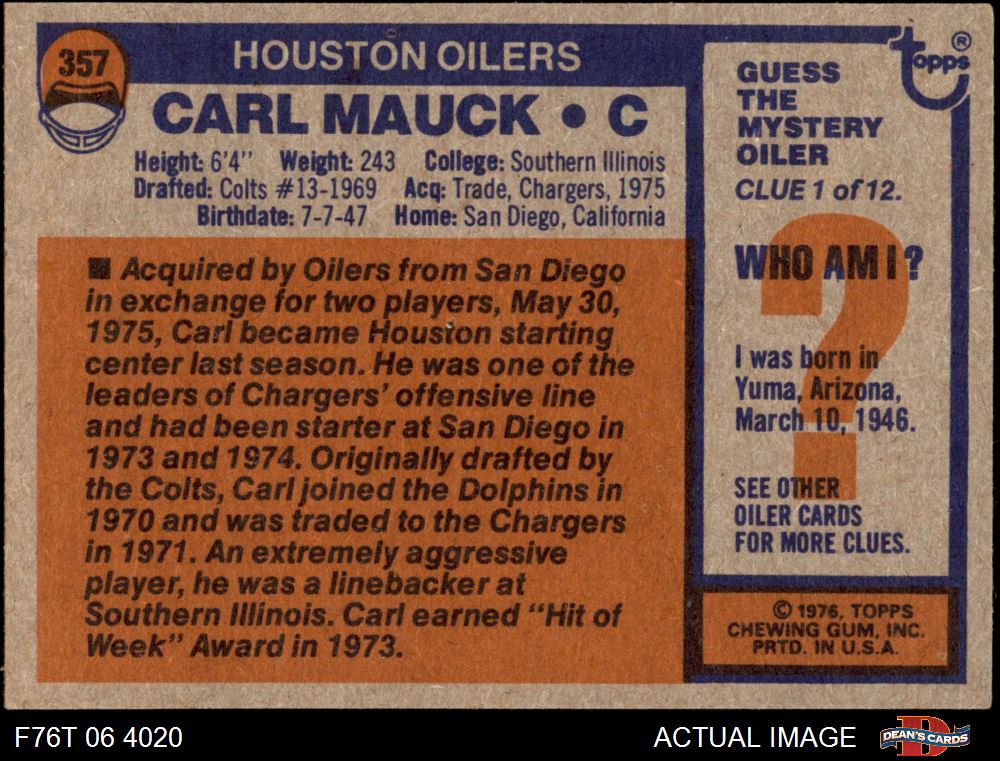 357
HOUSTON OILERS
CARL MAUCK • C
Height: 6'4" Weight: 243 College: Southern Illinois
Drafted: Colts #13-1969 Acq: Trade, Chargers, 1975
Birthdate: 7-7-47 Home: San Diego, California
■ Acquired by Oilers from San Diego
in exchange for two players, May 30,
1975, Carl became Houston starting
center last season. He was one of the
leaders of Chargers' offensive line
and had been starter at San Diego in
1973 and 1974. Originally drafted by
the Colts, Carl joined the Dolphins in
1970 and was traded to the Chargers
in 1971. An extremely aggressive
player, he was a linebacker at
Southern Illinois. Carl earned "Hit of
Week" Award in 1973.
topps ®
GUESS
THE
MYSTERY
OILER
CLUE 1 of 12.
WHO AM I?
I was born in
Yuma, Arizona,
March 10, 1946.
SEE OTHER
OILER CARDS
FOR MORE CLUES.
© 1976, TOPPS
CHEWING GUM, INC.
PRTD. IN U.S.A.
F76T 06 4020
ACTUAL IMAGE
D
DEAN'S CARDS